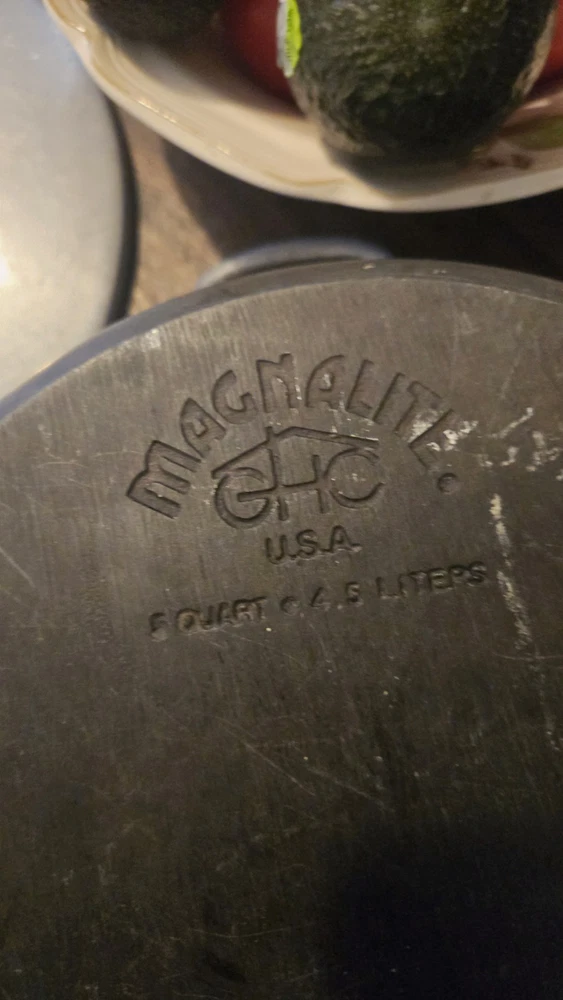 MAGNALITE
GHC
U.S.A.
5 QUART • 4.5 LITERS